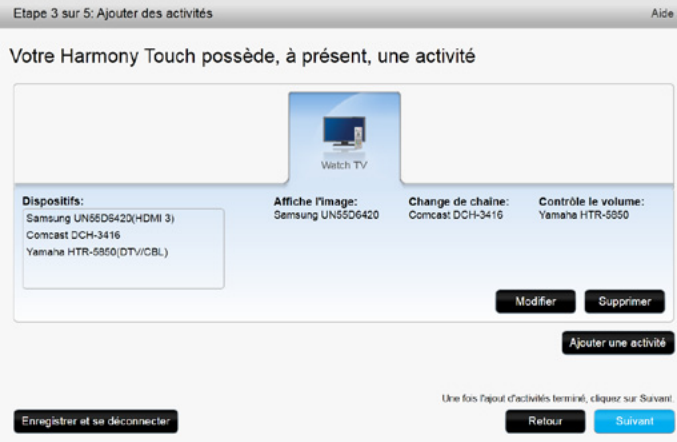 Etape 3 sur 5: Ajouter des activités
Aide
Votre Harmony Touch possède, à présent, une activité
Watch TV
Dispositifs:
Samsung UN55D6420(HDMI 3)
Comcast DCH-3416
Yamaha HTR-5850(DTV/CBL)
Affiche l'image:
Samsung UN55D6420
Change de chaîne:
Comcast DCH-3416
Contrôle le volume:
Yamaha HTR-5850
Modifier
Supprimer
Ajouter une activité
Une fois l'ajout d'activités terminé, cliquez sur Suivant.
Enregistrer et se déconnecter
Retour
Suivant